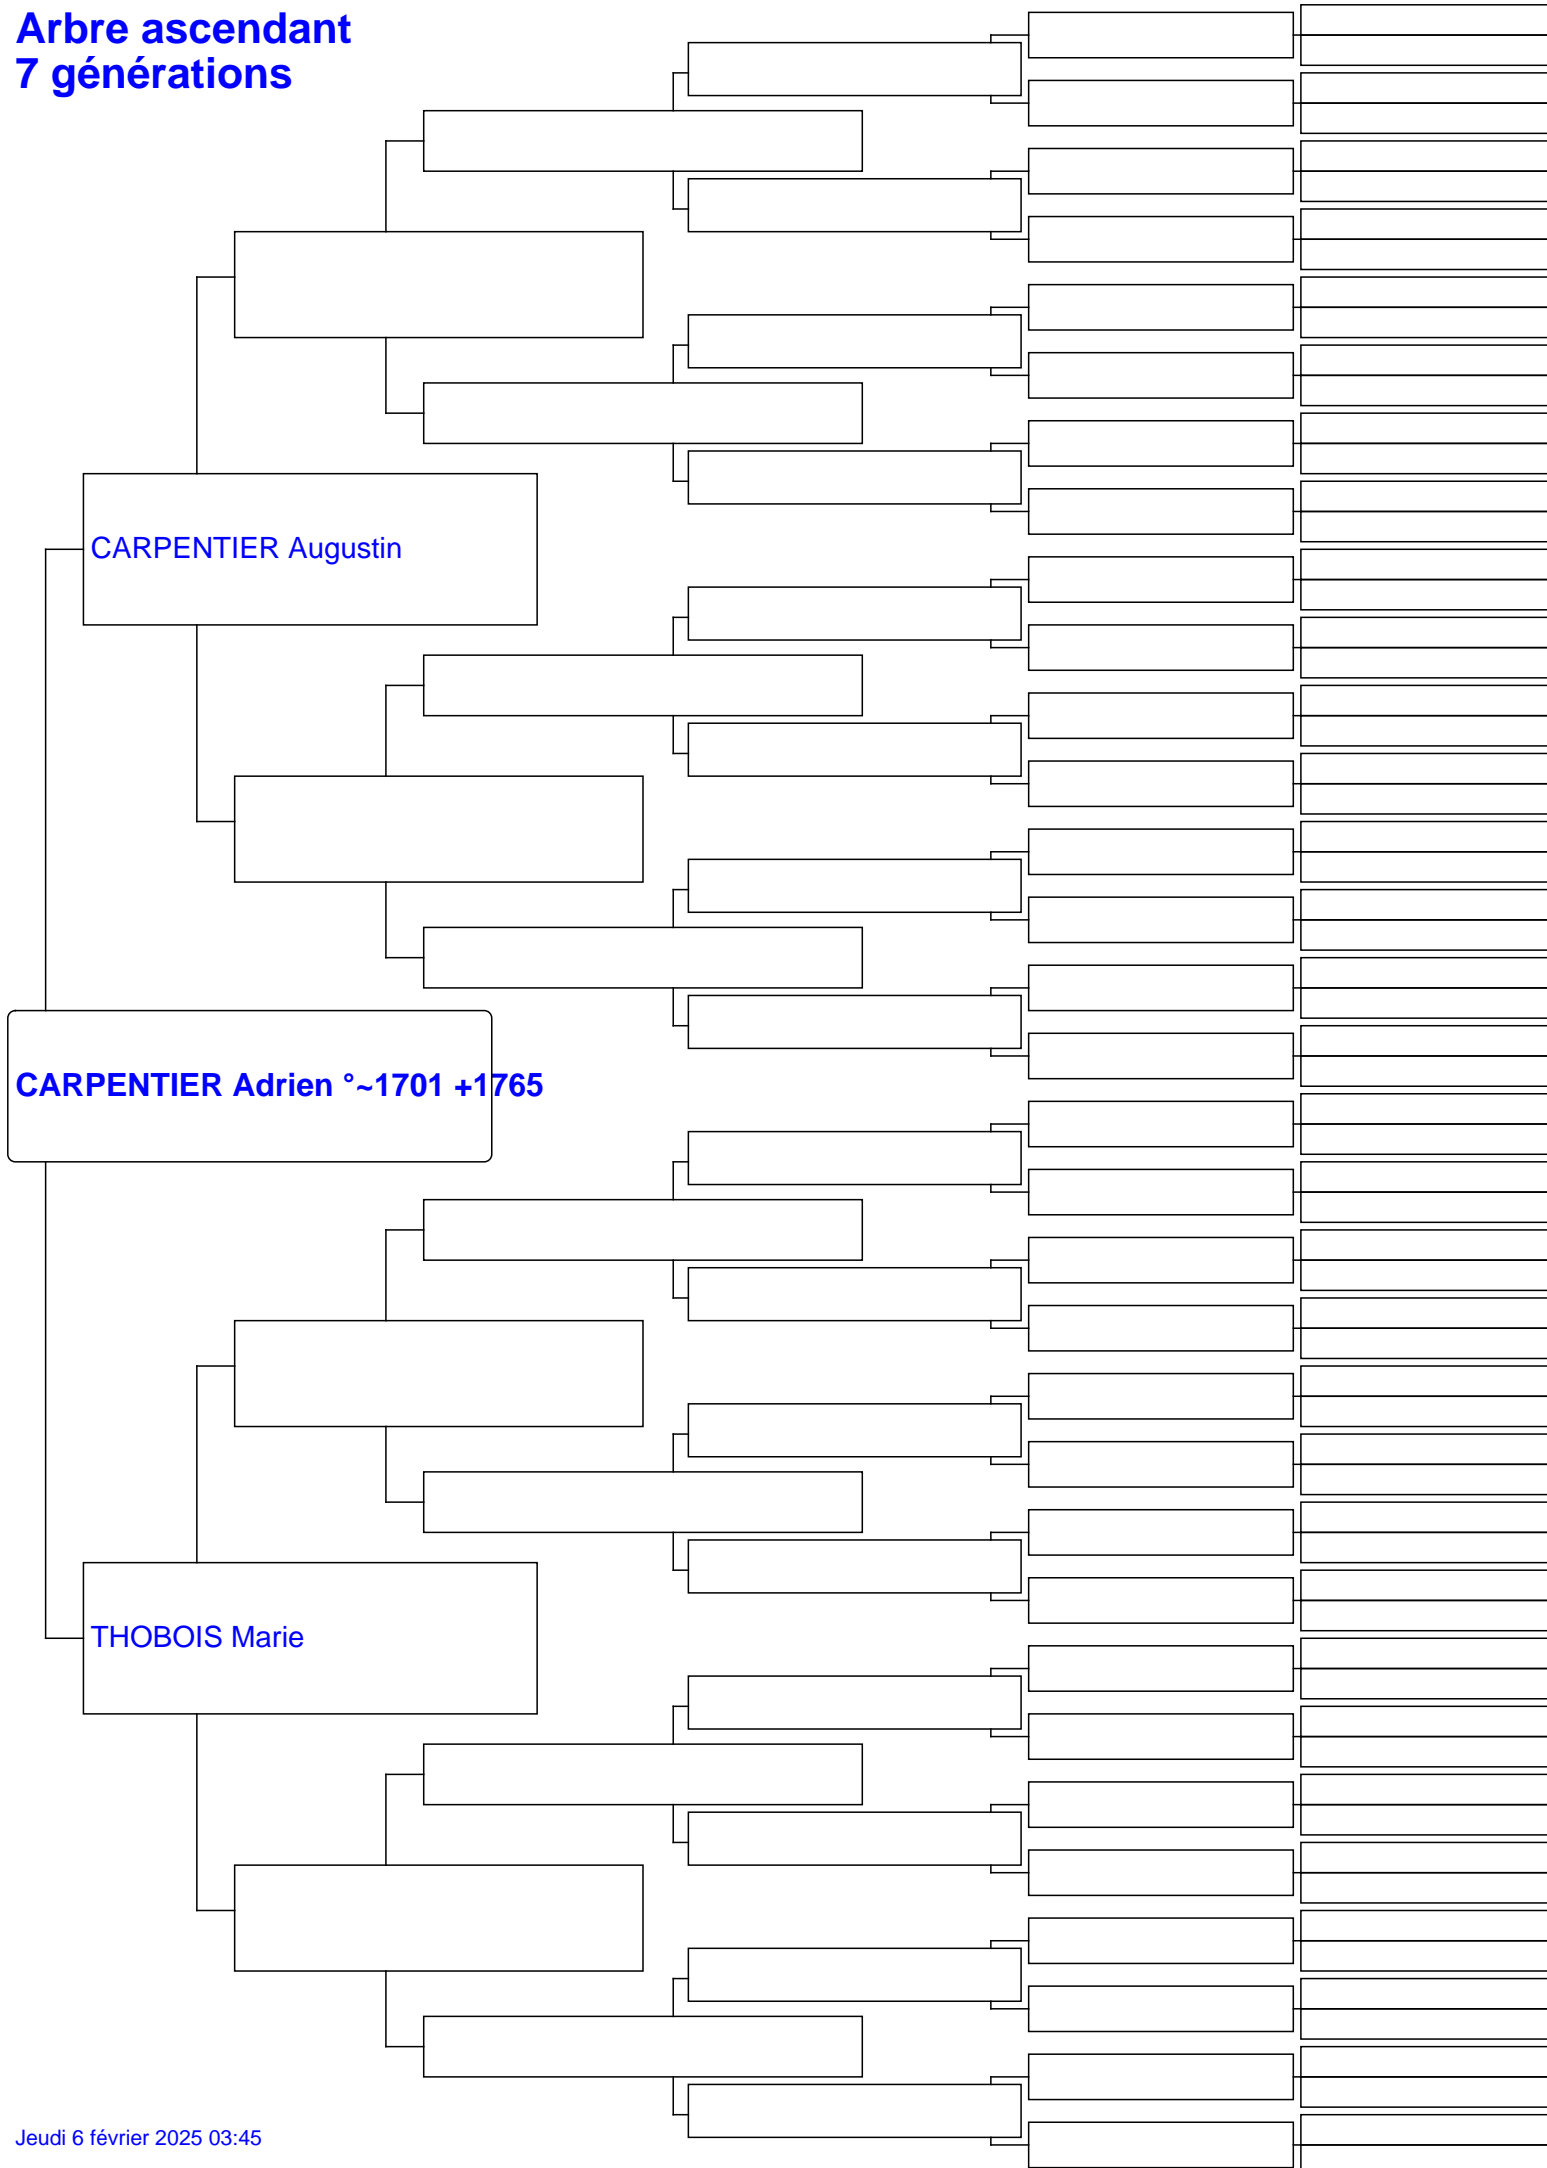 Arbre ascendant
7 générations
CARPENTIER Augustin
CARPENTIER Adrien °~1701 +1765
THOBOIS Marie
Jeudi 6 février 2025 03:45